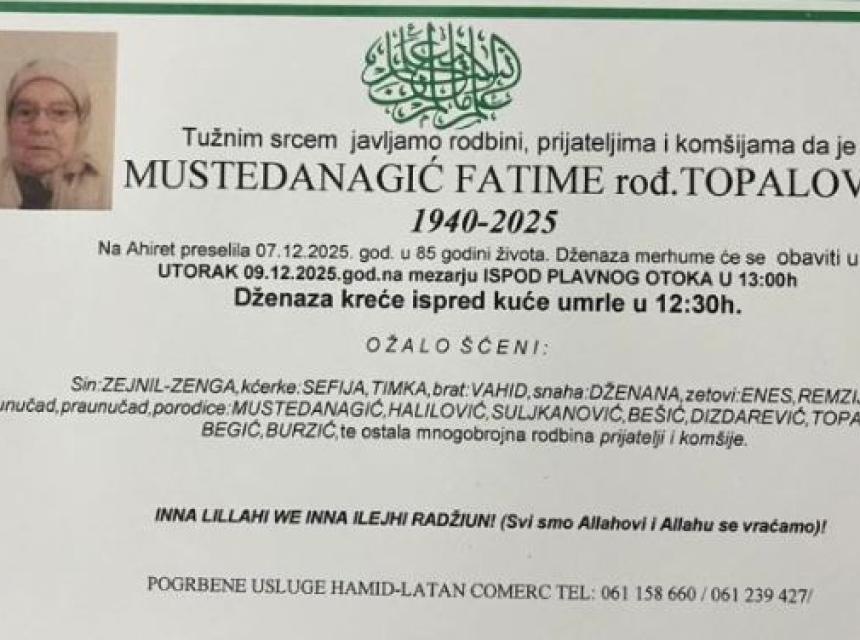 Tužnim srcem javljamo rodbini, prijateljima i komšijama da je
MUSTEDANAGIĆ FATIME rođ.TOPALOV
1940-2025
Na Ahiret preselila 07.12.2025. god. u 85 godini života. Dženaza merhume će se obaviti u
UTORAK 09.12.2025.god.na mezarju ISPOD PLAVNOG OTOKA U 13:00h
Dženaza kreće ispred kuće umrle u 12:30h.
OŽALOŠĆENI:
Sin:ZEJNIL-ZENGA,kćerke:SEFIJA,TIMKA,brat:VAHID,snaha:DŽENANA,zetovi:ENES,REMZI
unučad,praunučad,porodice:MUSTEDANAGIĆ,HALILOVIĆ,SULJKANOVIĆ,BEŠIĆ,DIZDAREVIĆ,TOPA
BEGIĆ,BURZIĆ,te ostala mnogobrojna rodbina prijatelji i komšije.
INNA LILLAHI WE INNA ILEJHI RADŽIUN! (Svi smo Allahovi i Allahu se vraćamo)!
POGRBENE USLUGE HAMID-LATAN COMERC TEL: 061 158 660 / 061 239 427/